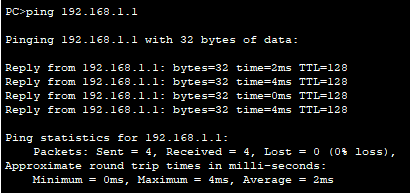 PC>ping 192.168.1.1
Pinging 192.168.1.1 with 32 bytes of data:
Reply from 192.168.1.1: bytes=32 time=2ms TTL=128
Reply from 192.168.1.1: bytes=32 time=4ms TTL=128
Reply from 192.168.1.1: bytes=32 time=0ms TTL=128
Reply from 192.168.1.1: bytes=32 time=4ms TTL=128
Ping statistics for 192.168.1.1:
    Packets: Sent = 4, Received = 4, Lost = 0 (0% loss),
Approximate round trip times in milli-seconds:
    Minimum = 0ms, Maximum = 4ms, Average = 2ms